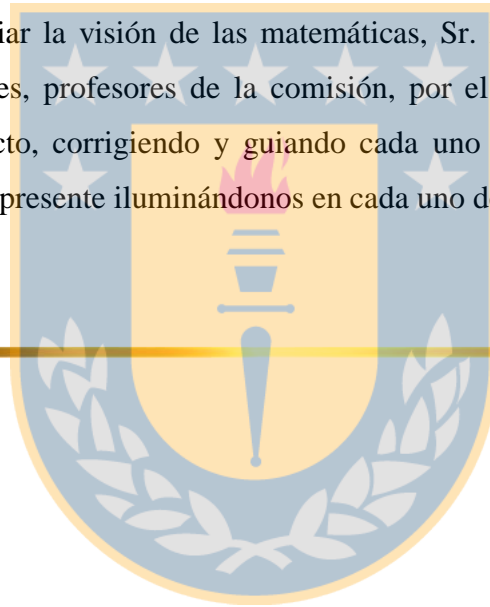 iar la visión de las matemáticas, Sr.
es, profesores de la comisión, por el
cto, corrigiendo y guiando cada uno
presente iluminándonos en cada uno d